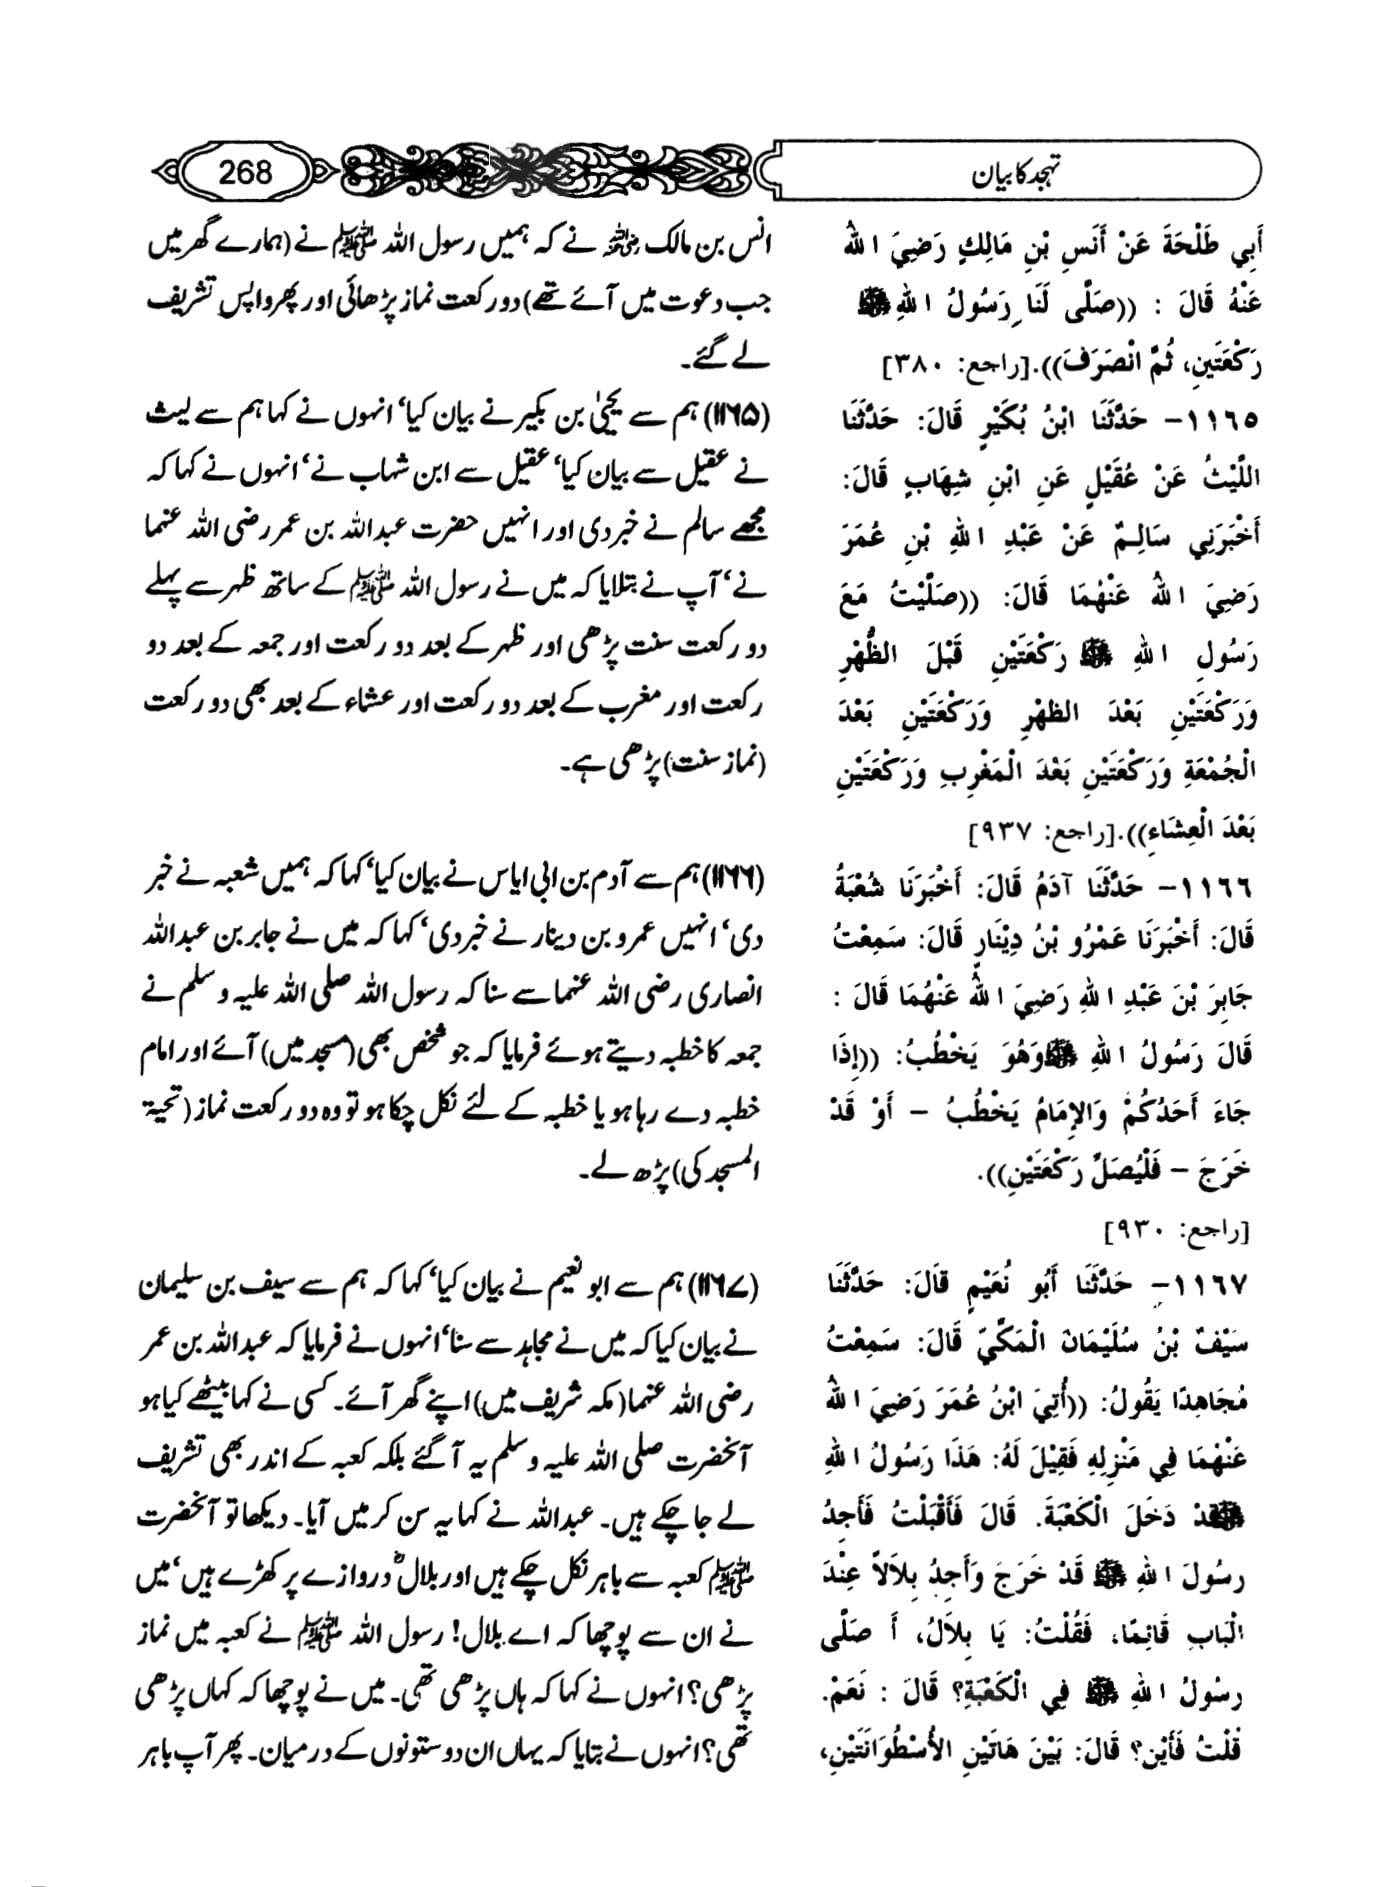 تہجد کا بیان
268
أَبِي طَلْحَةَ عَنْ أَنَسِ بْنِ مَالِكٍ رَضِيَ اللهُ
عَنْهُ قَالَ : ((صَلَّى لَنَا رَسُولُ اللهِ ﷺ
رَكْعَتَينِ، ثُمَّ انْصَرَفَ)).[راجع: ٣٨٠]
١١٦٥– حَدَّثَنَا ابْنُ بُكَيْرٍ قَالَ: حَدَّثَنَا
اللَّيْثُ عَنْ عُقَيْلٍ عَنِ ابْنِ شِهَابٍ قَالَ:
أَخْبَرَنِي سَالِمٌ عَنْ عَبْدِ اللهِ بْنِ عُمَرَ
رَضِيَ اللهُ عَنْهُمَا قَالَ: ((صَلَّيْتُ مَعَ
رَسُولِ اللهِ ﷺ رَكْعَتَيْنِ قَبْلَ الظُّهْرِ
وَرَكْعَتَيْنِ بَعْدَ الظهْرِ وَرَكْعَتَيْنِ بَعْدَ
الْجُمْعَةِ وَرَكْعَتَيْنِ بَعْدَ الْمَغْرِبِ وَرَكْعَتَيْنِ
بَعْدَ الْعِشَاءِ)).[راجع: ٩٣٧]
١١٦٦– حَدَّثَنَا آدَمُ قَالَ: أَخْبَرَنَا شُعْبَةُ
قَالَ: أَخْبَرَنَا عَمْرُو بْنُ دِيْنَارٍ قَالَ: سَمِعْتُ
جَابِرَ بْنَ عَبْدِ اللهِ رَضِيَ اللهُ عَنْهُمَا قَالَ :
قَالَ رَسُولُ اللهِ ﷺ وَهُوَ يَخْطُبُ: ((إِذَا
جَاءَ أَحَدُكُمْ وَالإِمَامُ يَخْطُبُ – أَوْ قَدْ
خَرَجَ – فَلْيُصَلِّ رَكْعَتَيْنِ)).
[راجع: ٩٣٠]
١١٦٧– حَدَّثَنَا أَبُو نُعَيْمٍ قَالَ: حَدَّثَنَا
سَيْفُ بْنُ سُلَيْمَانَ الْمَكِّيّ قَالَ: سَمِعْتُ
مُجَاهِدًا يَقُولُ: ((أُتِيَ ابْنُ عُمَرَ رَضِيَ اللهُ
عَنْهُمَا فِي مَنْزِلِهِ فَقِيْلَ لَهُ: هَذَا رَسُولُ اللهِ
ﷺ قَدْ دَخَلَ الْكَعْبَةَ. قَالَ فَأَقْبَلْتُ فَأَجِدُ
رَسُولَ اللهِ ﷺ قَدْ خَرَجَ وَأَجِدُ بِلاَلاً عِنْدَ
الْبَابِ قَائِمًا، فَقُلْتُ: يَا بِلاَلُ، أَ صَلَّى
رَسُولُ اللهِ ﷺ فِي الْكَعْبَةِ؟ قَالَ : نَعَمْ.
قُلْتُ فَأَيْنَ؟ قَالَ: بَيْنَ هَاتَيْنِ الأُسْطُوَانَتَيْنِ،
انس بن مالک رضی اللہ عنہ نے کہ ہمیں رسول اللہ ﷺ نے (ہمارے گھر میں
جب دعوت میں آئے تھے) دو رکعت نماز پڑھائی اور پھر واپس تشریف
لے گئے۔
(۱۱۶۵) ہم سے یحییٰ بن بکیر نے بیان کیا' انہوں نے کہا ہم سے لیث
نے عقیل سے بیان کیا' عقیل سے ابن شہاب نے' انہوں نے کہا کہ
مجھے سالم نے خبر دی اور انہیں حضرت عبداللہ بن عمر رضی اللہ عنہما
نے' آپ نے بتلایا کہ میں نے رسول اللہ ﷺ کے ساتھ ظہر سے پہلے
دو رکعت سنت پڑھی اور ظہر کے بعد دو رکعت اور جمعہ کے بعد دو
رکعت اور مغرب کے بعد دو رکعت اور عشاء کے بعد بھی دو رکعت
(نماز سنت) پڑھی ہے۔
(۱۱۶۶) ہم سے آدم بن ابی ایاس نے بیان کیا' کہا کہ ہمیں شعبہ نے خبر
دی' انہیں عمرو بن دینار نے خبر دی' کہا کہ میں نے جابر بن عبداللہ
انصاری رضی اللہ عنہما سے سنا کہ رسول اللہ صلی اللہ علیہ و سلم نے
جمعہ کا خطبہ دیتے ہوئے فرمایا کہ جو شخص بھی (مسجد میں) آئے اور امام
خطبہ دے رہا ہو یا خطبہ کے لئے نکل چکا ہو تو وہ دو رکعت نماز (تحیۃ
المسجد کی) پڑھ لے۔
(۱۱۶۷) ہم سے ابو نعیم نے بیان کیا' کہا کہ ہم سے سیف بن سلیمان
نے بیان کیا کہ میں نے مجاہد سے سنا' انہوں نے فرمایا کہ عبداللہ بن عمر
رضی اللہ عنہما (مکہ شریف میں) اپنے گھر آئے۔ کسی نے کہا بیٹھے کیا ہو
آنحضرت صلی اللہ علیہ و سلم یہ آ گئے بلکہ کعبہ کے اندر بھی تشریف
لے جا چکے ہیں۔ عبداللہ نے کہا یہ سن کر میں آیا۔ دیکھا تو آنحضرت
ﷺ کعبہ سے باہر نکل چکے ہیں اور بلالؓ دروازے پر کھڑے ہیں' میں
نے ان سے پوچھا کہ اے بلال! رسول اللہ ﷺ نے کعبہ میں نماز
پڑھی؟ انہوں نے کہا کہ ہاں پڑھی تھی۔ میں نے پوچھا کہ کہاں پڑھی
تھی؟ انہوں نے بتایا کہ یہاں ان دو ستونوں کے درمیان۔ پھر آپ باہر